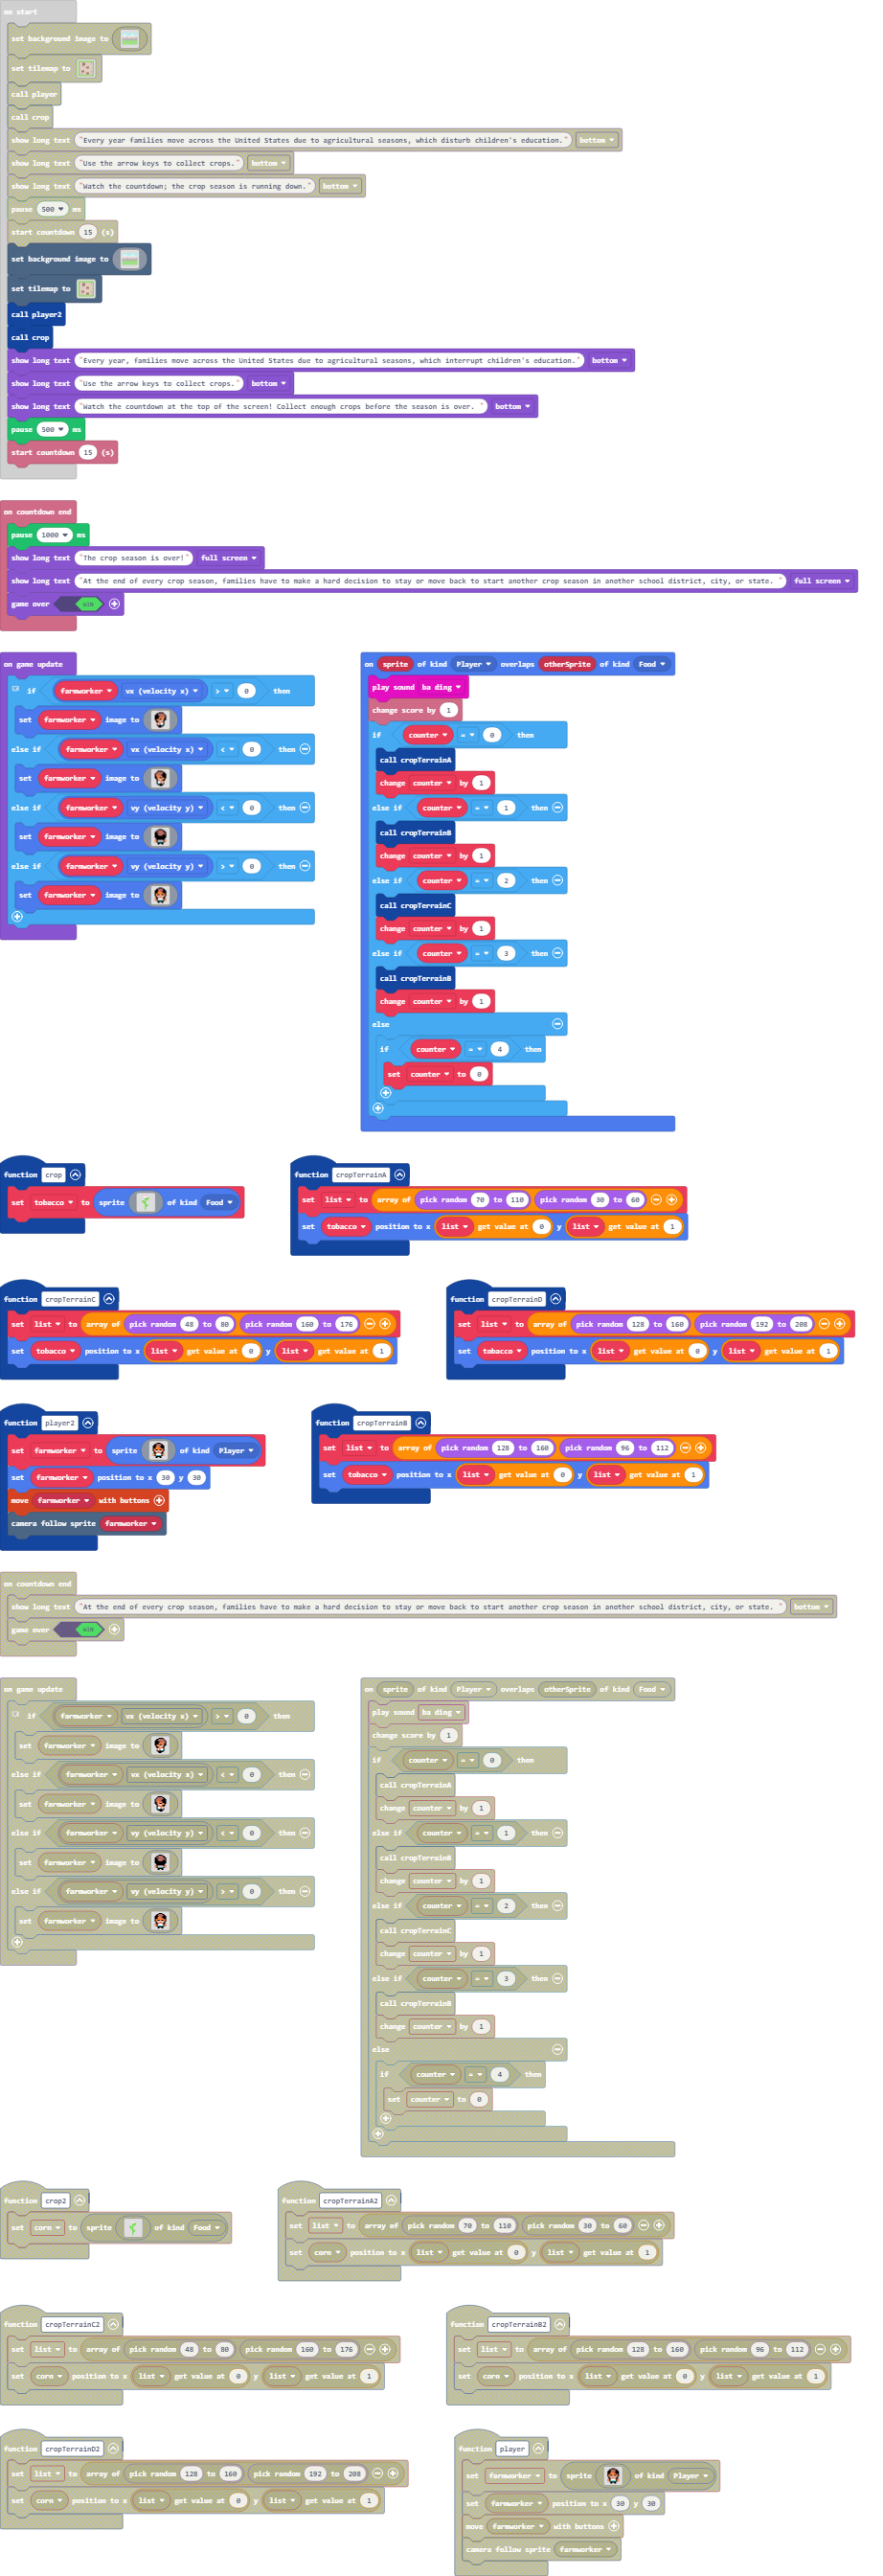 on start
set background image to
set tilemap to
call player
call crop
show long text "Every year families move across the United States due to agricultural seasons, which disturb children's education." bottom
show long text "Use the arrow keys to collect crops." bottom
show long text "Watch the countdown; the crop season is running down." bottom
pause 500 ms
start countdown 15 (s)
set background image to
set tilemap to
call player2
call crop
show long text "Every year, families move across the United States due to agricultural seasons, which interrupt children's education." bottom
show long text "Use the arrow keys to collect crops." bottom
show long text "Watch the countdown at the top of the screen! Collect enough crops before the season is over. " bottom
pause 500 ms
start countdown 15 (s)
on countdown end
pause 1000 ms
show long text "The crop season is over!" full screen
show long text "At the end of every crop season, families have to make a hard decision to stay or move back to start another crop season in another school district, city, or state. " full screen
game over WIN
on game update
if farmworker vx (velocity x) > 0 then
set farmworker image to
else if farmworker vx (velocity x) < 0 then
set farmworker image to
else if farmworker vy (velocity y) < 0 then
set farmworker image to
else if farmworker vy (velocity y) > 0 then
set farmworker image to
on sprite of kind Player overlaps otherSprite of kind Food
play sound ba ding
change score by 1
if counter = 0 then
call cropTerrainA
change counter by 1
else if counter = 1 then
call cropTerrainB
change counter by 1
else if counter = 2 then
call cropTerrainC
change counter by 1
else if counter = 3 then
call cropTerrainB
change counter by 1
else
if counter = 4 then
set counter to 0
function crop
set tobacco to sprite of kind Food
function cropTerrainA
set list to array of pick random 70 to 110 pick random 30 to 60
set tobacco position to x list get value at 0 y list get value at 1
function cropTerrainC
set list to array of pick random 48 to 80 pick random 160 to 176
set tobacco position to x list get value at 0 y list get value at 1
function cropTerrainD
set list to array of pick random 128 to 160 pick random 192 to 208
set tobacco position to x list get value at 0 y list get value at 1
function player2
set farmworker to sprite of kind Player
set farmworker position to x 30 y 30
move farmworker with buttons
camera follow sprite farmworker
function cropTerrainB
set list to array of pick random 128 to 160 pick random 96 to 112
set tobacco position to x list get value at 0 y list get value at 1
on countdown end
show long text "At the end of every crop season, families have to make a hard decision to stay or move back to start another crop season in another school district, city, or state. " bottom
game over WIN
on game update
if farmworker vx (velocity x) > 0 then
set farmworker image to
else if farmworker vx (velocity x) < 0 then
set farmworker image to
else if farmworker vy (velocity y) < 0 then
set farmworker image to
else if farmworker vy (velocity y) > 0 then
set farmworker image to
on sprite of kind Player overlaps otherSprite of kind Food
play sound ba ding
change score by 1
if counter = 0 then
call cropTerrainA
change counter by 1
else if counter = 1 then
call cropTerrainB
change counter by 1
else if counter = 2 then
call cropTerrainC
change counter by 1
else if counter = 3 then
call cropTerrainB
change counter by 1
else
if counter = 4 then
set counter to 0
function crop2
set corn to sprite of kind Food
function cropTerrainA2
set list to array of pick random 70 to 110 pick random 30 to 60
set corn position to x list get value at 0 y list get value at 1
function cropTerrainC2
set list to array of pick random 48 to 80 pick random 160 to 176
set corn position to x list get value at 0 y list get value at 1
function cropTerrainB2
set list to array of pick random 128 to 160 pick random 96 to 112
set corn position to x list get value at 0 y list get value at 1
function cropTerrainD2
set list to array of pick random 128 to 160 pick random 192 to 208
set corn position to x list get value at 0 y list get value at 1
function player
set farmworker to sprite of kind Player
set farmworker position to x 30 y 30
move farmworker with buttons
camera follow sprite farmworker